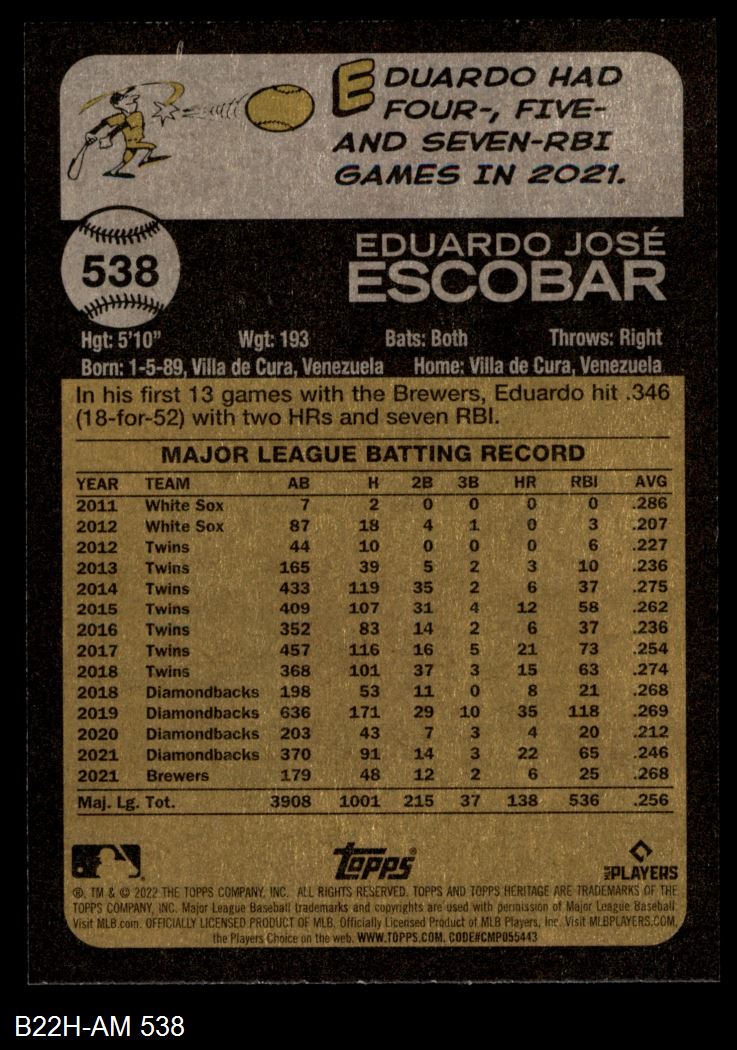 EDUARDO HAD
FOUR-, FIVE-
AND SEVEN-RBI
GAMES IN 2021.
538
EDUARDO JOSÉ
ESCOBAR
Hgt: 5'10" Wgt: 193 Bats: Both Throws: Right
Born: 1-5-89, Villa de Cura, Venezuela Home: Villa de Cura, Venezuela
In his first 13 games with the Brewers, Eduardo hit .346
(18-for-52) with two HRs and seven RBI.
MAJOR LEAGUE BATTING RECORD
YEAR TEAM AB H 2B 3B HR RBI AVG
2011 White Sox 7 2 0 0 0 0 .286
2012 White Sox 87 18 4 1 0 3 .207
2012 Twins 44 10 0 0 0 6 .227
2013 Twins 165 39 5 2 3 10 .236
2014 Twins 433 119 35 2 6 37 .275
2015 Twins 409 107 31 4 12 58 .262
2016 Twins 352 83 14 2 6 37 .236
2017 Twins 457 116 16 5 21 73 .254
2018 Twins 368 101 37 3 15 63 .274
2018 Diamondbacks 198 53 11 0 8 21 .268
2019 Diamondbacks 636 171 29 10 35 118 .269
2020 Diamondbacks 203 43 7 3 4 20 .212
2021 Diamondbacks 370 91 14 3 22 65 .246
2021 Brewers 179 48 12 2 6 25 .268
Maj. Lg. Tot. 3908 1001 215 37 138 536 .256
Topps® MLB PLAYERS
®, TM & © 2022 THE TOPPS COMPANY, INC. ALL RIGHTS RESERVED. TOPPS AND TOPPS HERITAGE ARE TRADEMARKS OF THE
TOPPS COMPANY, INC. Major League Baseball trademarks and copyrights are used with permission of Major League Baseball.
Visit MLB.com. OFFICIALLY LICENSED PRODUCT OF MLB. Officially Licensed Product of MLB Players, Inc. Visit MLBPLAYERS.COM,
the Players Choice on the web. WWW.TOPPS.COM. CODE#CMP055443
B22H-AM 538